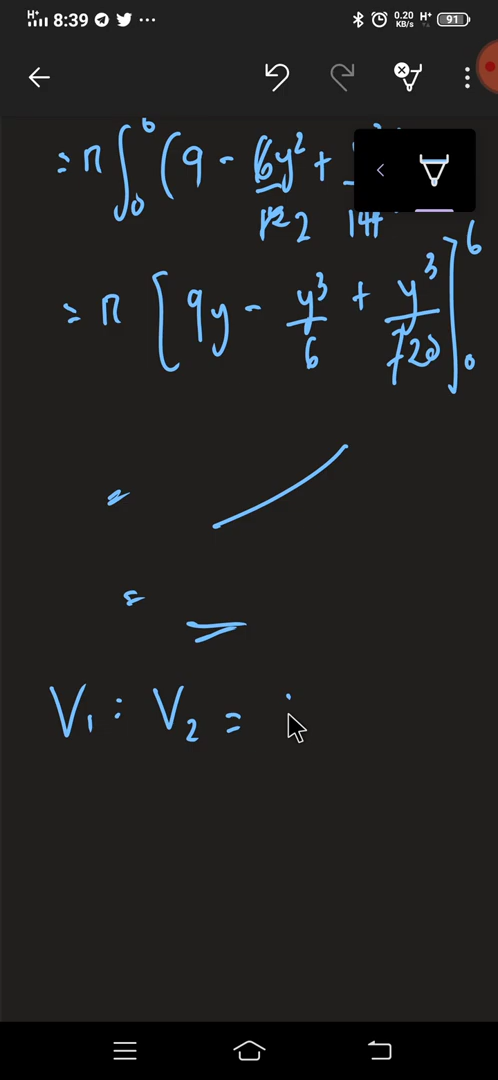 H+ 8:39 ... 0.20 KB/s H+ 91
= π ∫₀⁶ (9 - 6y²/12 2 + /144
= π [9y - y³/6 + y³/720]₀⁶
=
=
V₁ : V₂ =